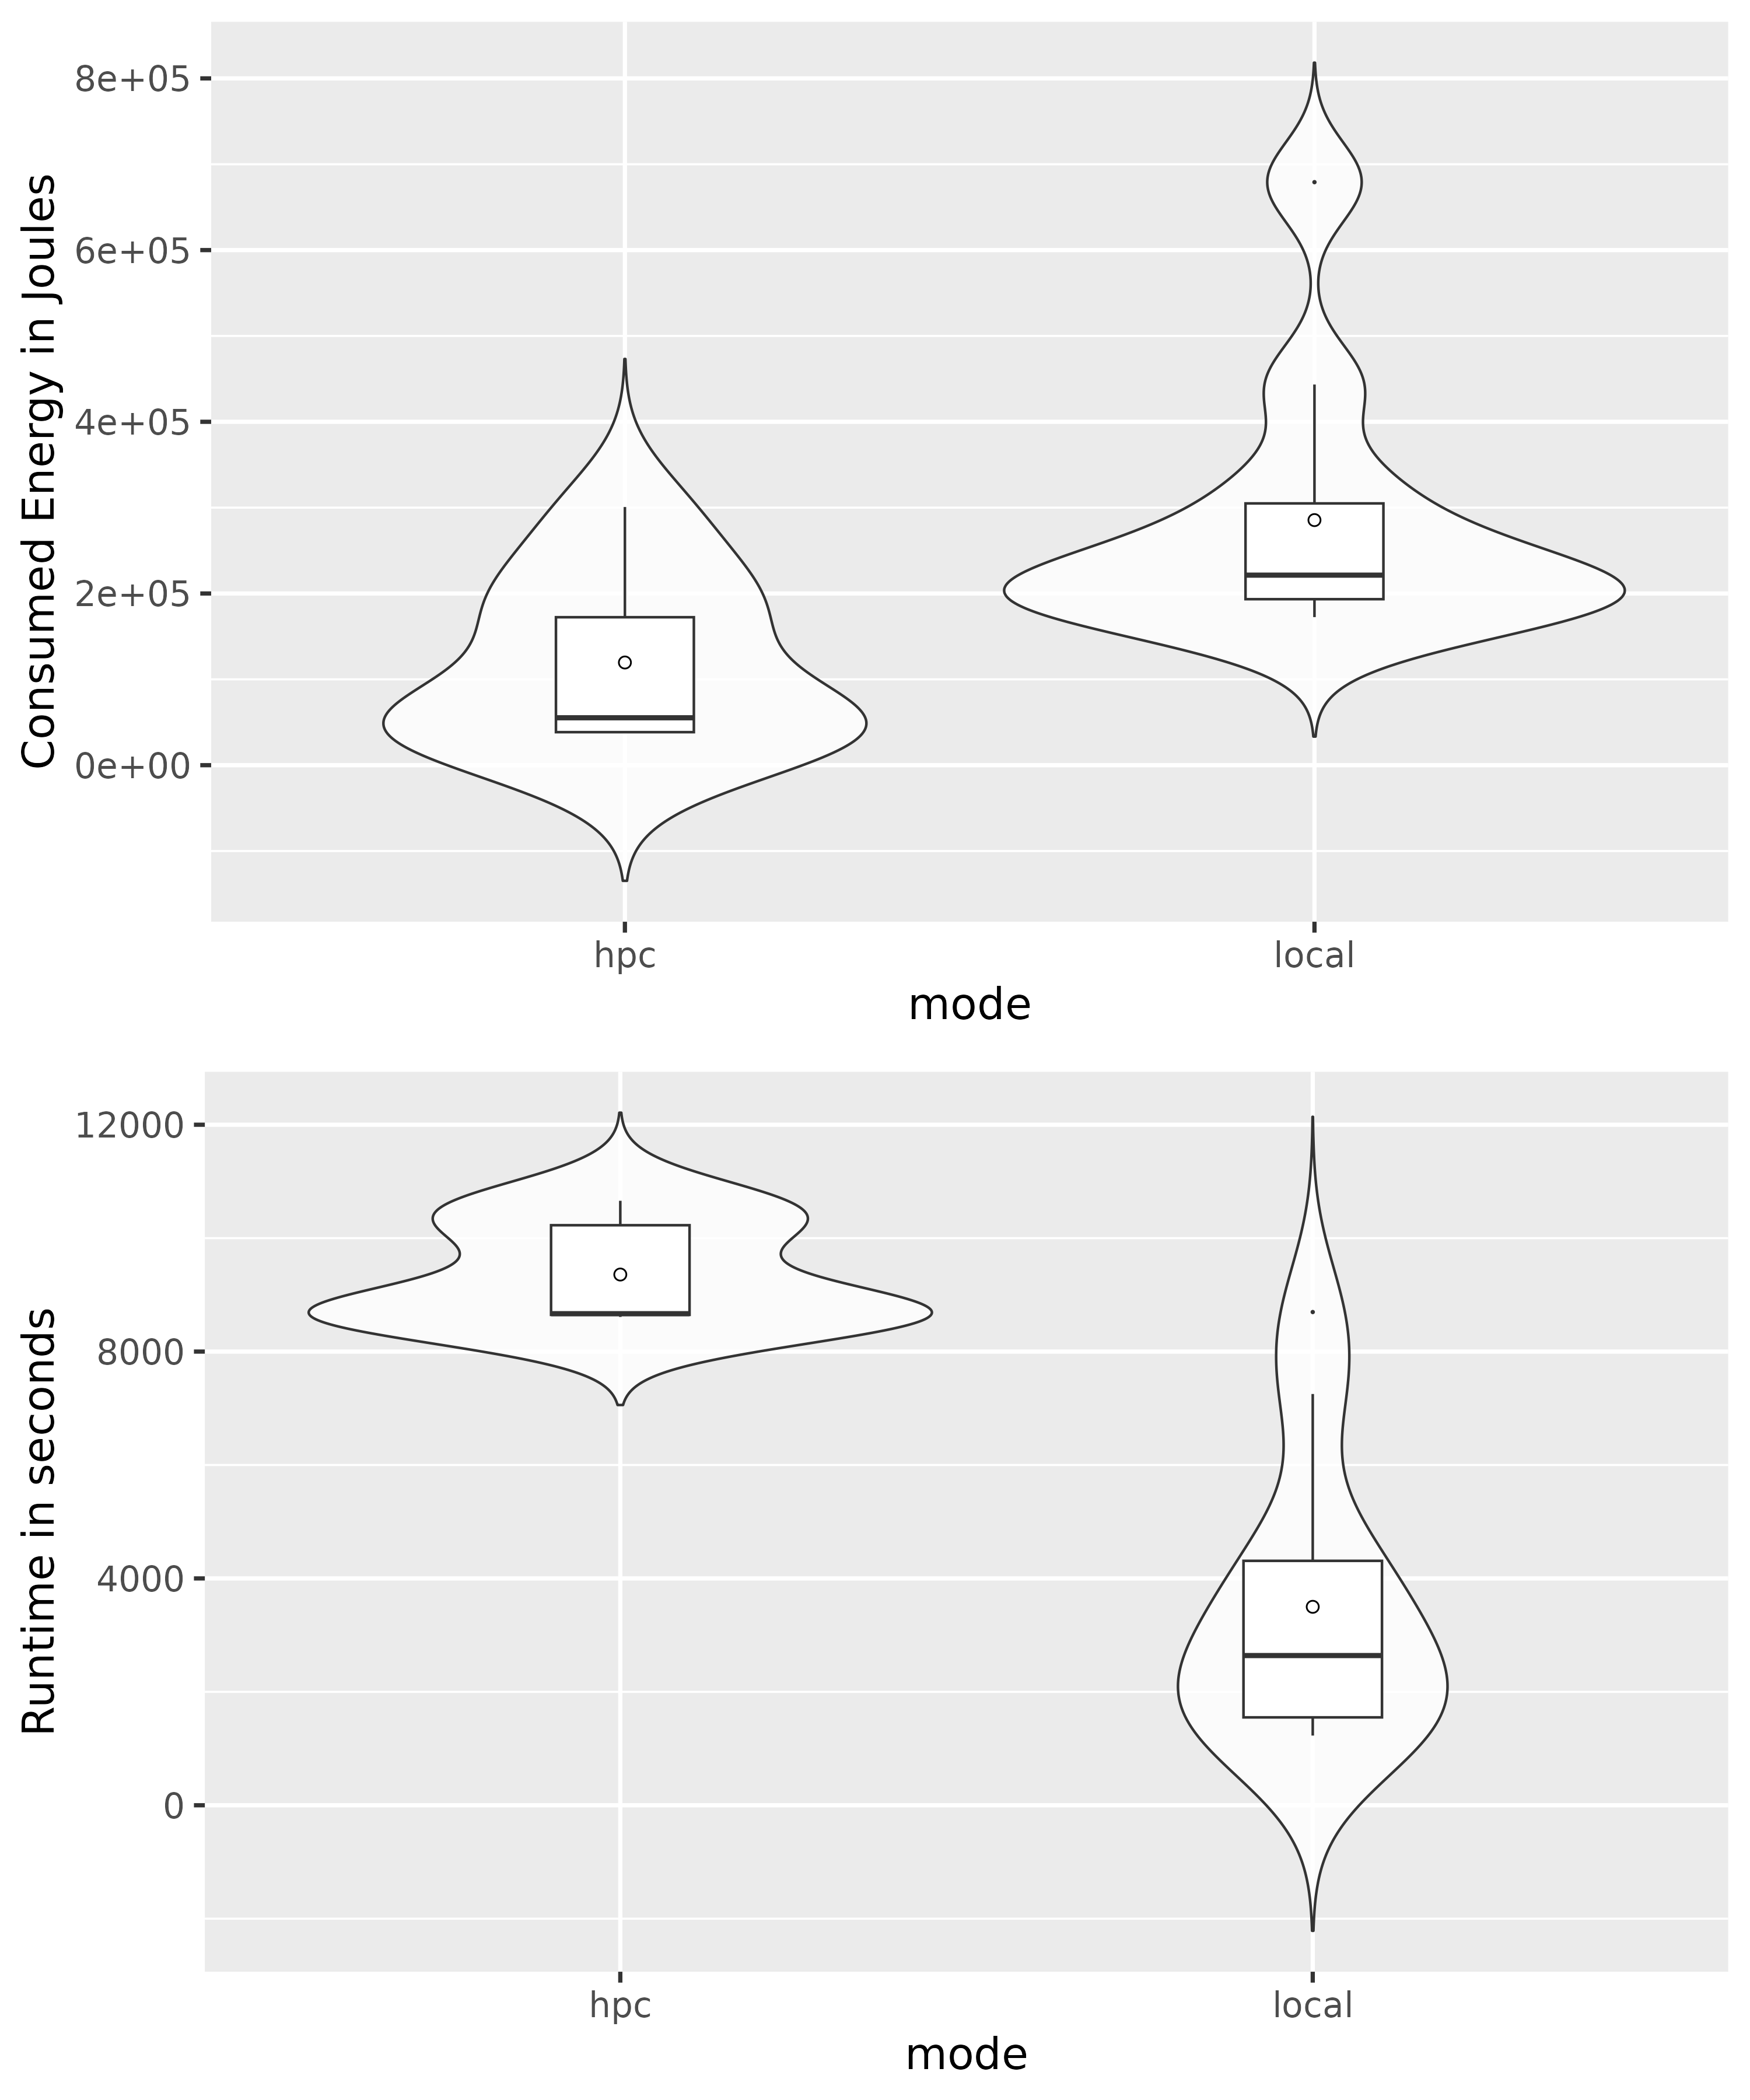 Consumed Energy in Joules
8e+05
6e+05
4e+05
2e+05
0e+00
hpc
local
mode
Runtime in seconds
12000
8000
4000
0
hpc
local
mode